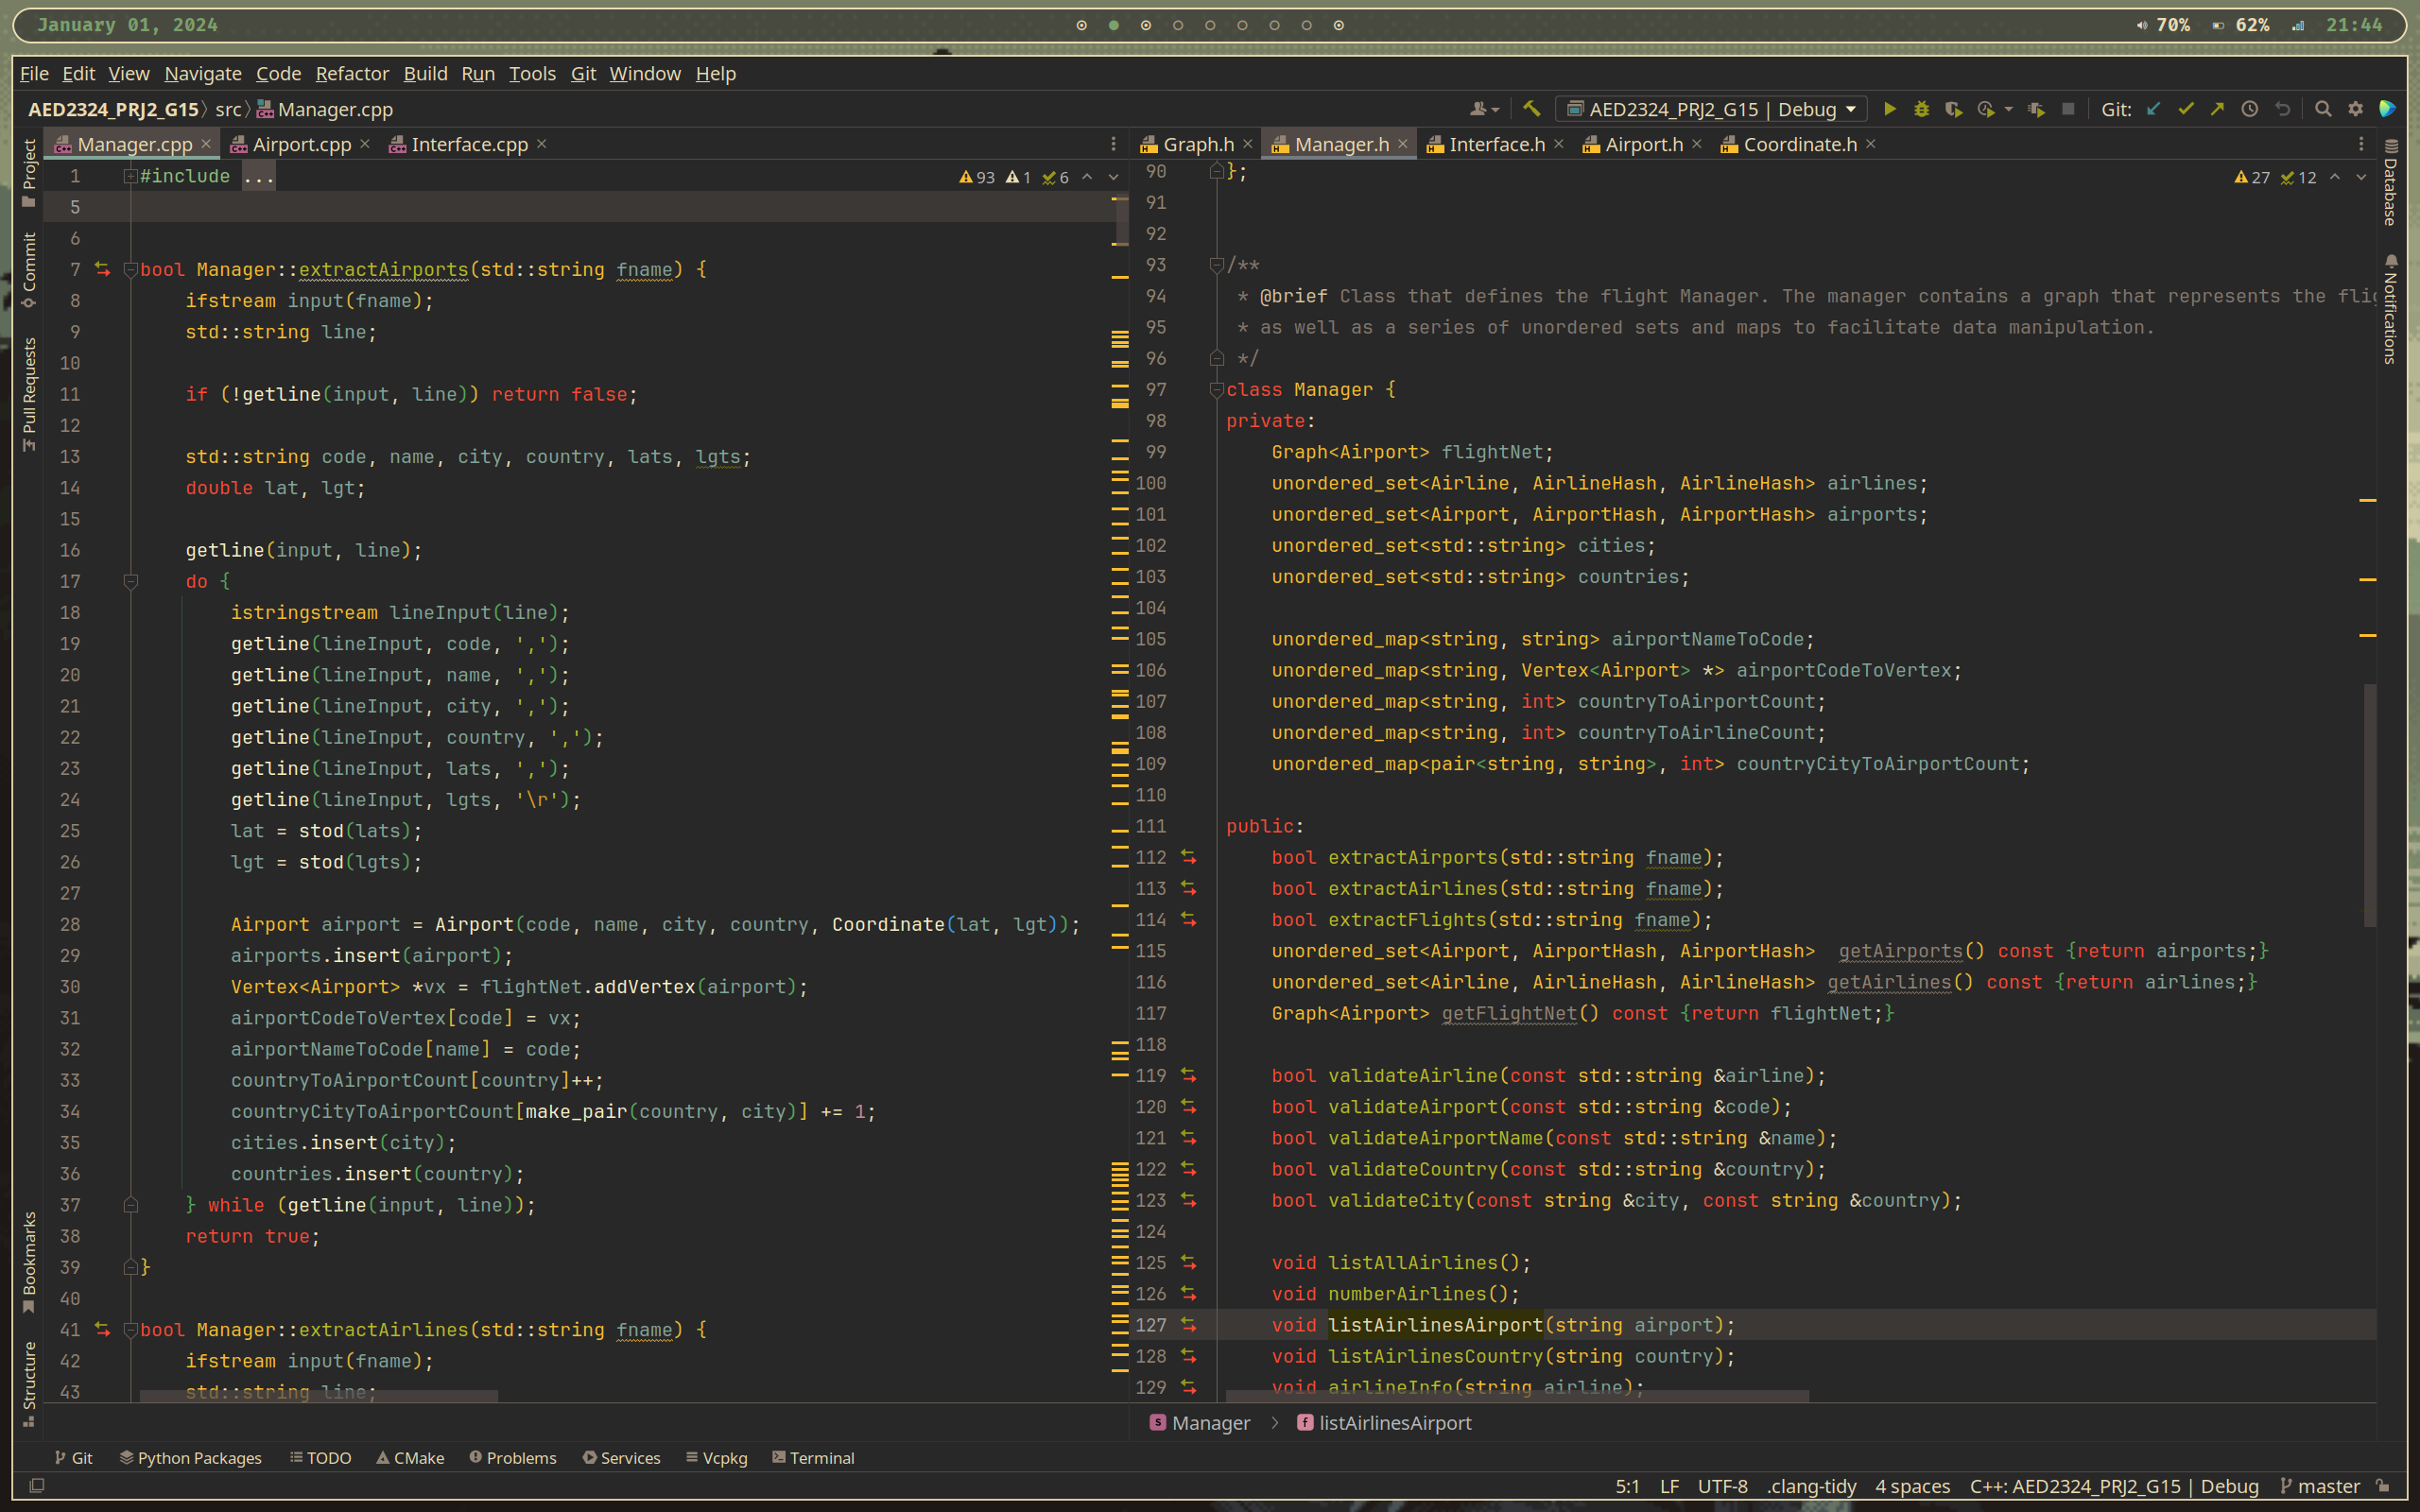 January 01, 2024
70% 62% 21:44
File Edit View Navigate Code Refactor Build Run Tools Git Window Help
AED2324_PRJ2_G15 src Manager.cpp
AED2324_PRJ2_G15 | Debug Git:
Project
Commit
Pull Requests
Bookmarks
Structure
Manager.cpp Airport.cpp Interface.cpp
93 1 6
1 #include ...
5
6
7 bool Manager::extractAirports(std::string fname) {
8 ifstream input(fname);
9 std::string line;
10
11 if (!getline(input, line)) return false;
12
13 std::string code, name, city, country, lats, lgts;
14 double lat, lgt;
15
16 getline(input, line);
17 do {
18 istringstream lineInput(line);
19 getline(lineInput, code, ',');
20 getline(lineInput, name, ',');
21 getline(lineInput, city, ',');
22 getline(lineInput, country, ',');
23 getline(lineInput, lats, ',');
24 getline(lineInput, lgts, '\r');
25 lat = stod(lats);
26 lgt = stod(lgts);
27
28 Airport airport = Airport(code, name, city, country, Coordinate(lat, lgt));
29 airports.insert(airport);
30 Vertex<Airport> *vx = flightNet.addVertex(airport);
31 airportCodeToVertex[code] = vx;
32 airportNameToCode[name] = code;
33 countryToAirportCount[country]++;
34 countryCityToAirportCount[make_pair(country, city)] += 1;
35 cities.insert(city);
36 countries.insert(country);
37 } while (getline(input, line));
38 return true;
39 }
40
41 bool Manager::extractAirlines(std::string fname) {
42 ifstream input(fname);
43 std::string line;
Graph.h Manager.h Interface.h Airport.h Coordinate.h
27 12
90 };
91
92
93 /**
94 * @brief Class that defines the flight Manager. The manager contains a graph that represents the flig
95 * as well as a series of unordered sets and maps to facilitate data manipulation.
96 */
97 class Manager {
98 private:
99 Graph<Airport> flightNet;
100 unordered_set<Airline, AirlineHash, AirlineHash> airlines;
101 unordered_set<Airport, AirportHash, AirportHash> airports;
102 unordered_set<std::string> cities;
103 unordered_set<std::string> countries;
104
105 unordered_map<string, string> airportNameToCode;
106 unordered_map<string, Vertex<Airport> *> airportCodeToVertex;
107 unordered_map<string, int> countryToAirportCount;
108 unordered_map<string, int> countryToAirlineCount;
109 unordered_map<pair<string, string>, int> countryCityToAirportCount;
110
111 public:
112 bool extractAirports(std::string fname);
113 bool extractAirlines(std::string fname);
114 bool extractFlights(std::string fname);
115 unordered_set<Airport, AirportHash, AirportHash>  getAirports() const {return airports;}
116 unordered_set<Airline, AirlineHash, AirlineHash> getAirlines() const {return airlines;}
117 Graph<Airport> getFlightNet() const {return flightNet;}
118
119 bool validateAirline(const std::string &airline);
120 bool validateAirport(const std::string &code);
121 bool validateAirportName(const std::string &name);
122 bool validateCountry(const std::string &country);
123 bool validateCity(const string &city, const string &country);
124
125 void listAllAirlines();
126 void numberAirlines();
127 void listAirlinesAirport(string airport);
128 void listAirlinesCountry(string country);
129 void airlineInfo(string airline);
Database
Notifications
Manager listAirlinesAirport
Git Python Packages TODO CMake Problems Services Vcpkg Terminal
5:1 LF UTF-8 .clang-tidy 4 spaces C++: AED2324_PRJ2_G15 | Debug master